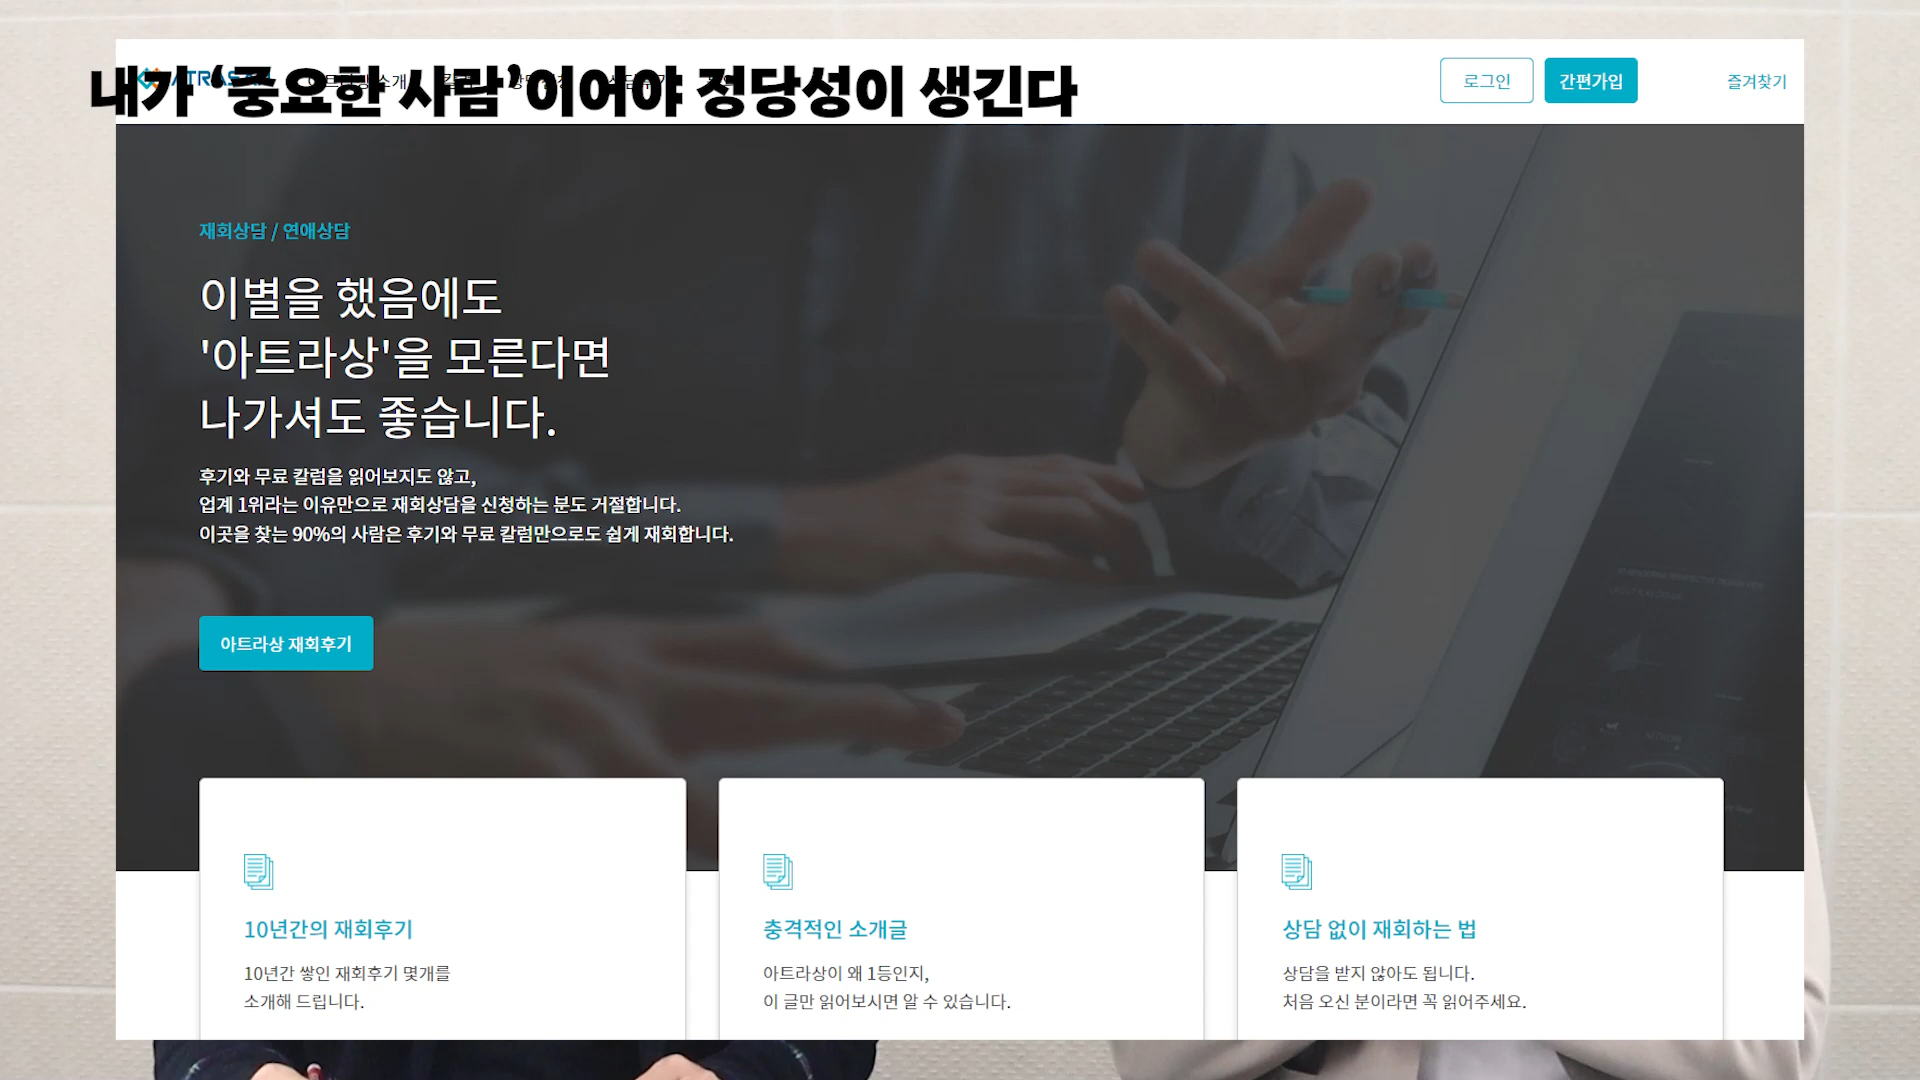 내가 ‘중요한 사람’이어야 정당성이 생긴다
로그인
간편가입
즐겨찾기
재회상담 / 연애상담
이별을 했음에도
'아트라상'을 모른다면
나가셔도 좋습니다.
후기와 무료 칼럼을 읽어보지도 않고,
업계 1위라는 이유만으로 재회상담을 신청하는 분도 거절합니다.
이곳을 찾는 90%의 사람은 후기와 무료 칼럼만으로도 쉽게 재회합니다.
아트라상 재회후기
10년간의 재회후기
10년간 쌓인 재회후기 몇개를
소개해 드립니다.
충격적인 소개글
아트라상이 왜 1등인지,
이 글만 읽어보시면 알 수 있습니다.
상담 없이 재회하는 법
상담을 받지 않아도 됩니다.
처음 오신 분이라면 꼭 읽어주세요.